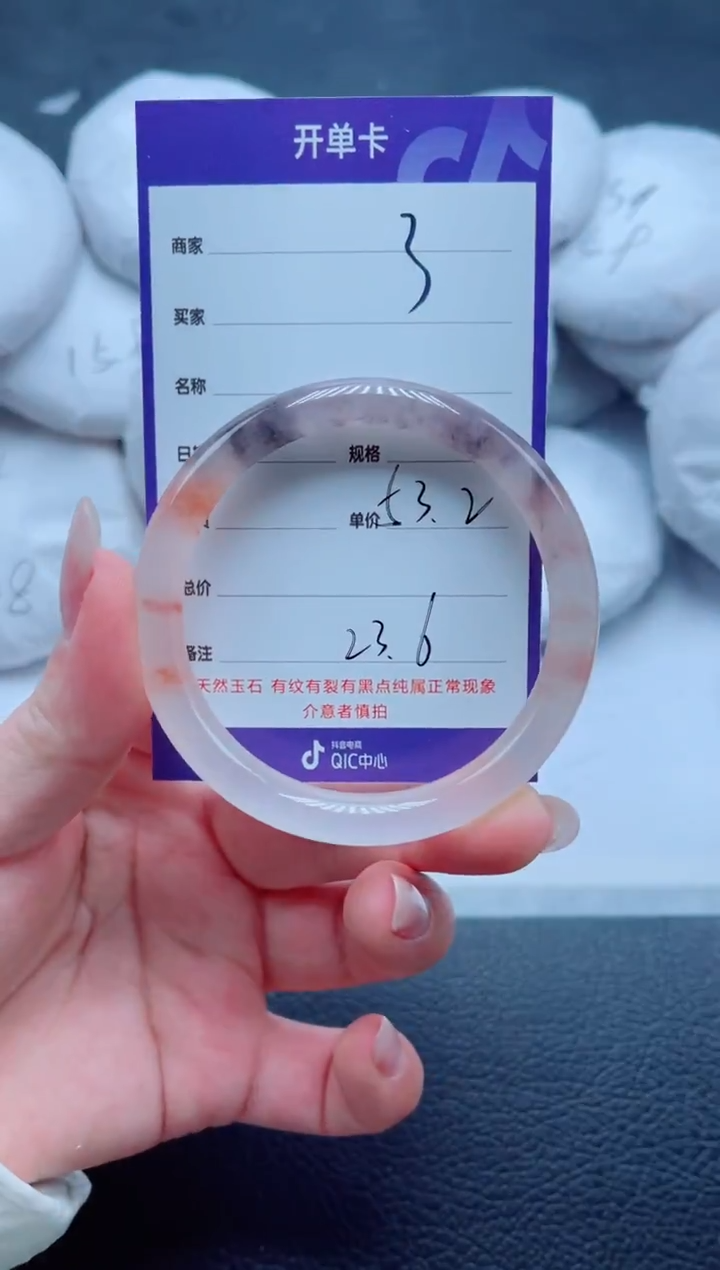 开单卡
商家 3
买家
名称
规格
单价 53.2
总价
备注 23.6
天然玉石 有纹有裂有黑点纯属正常现象
介意者慎拍
抖音电商
QIC中心